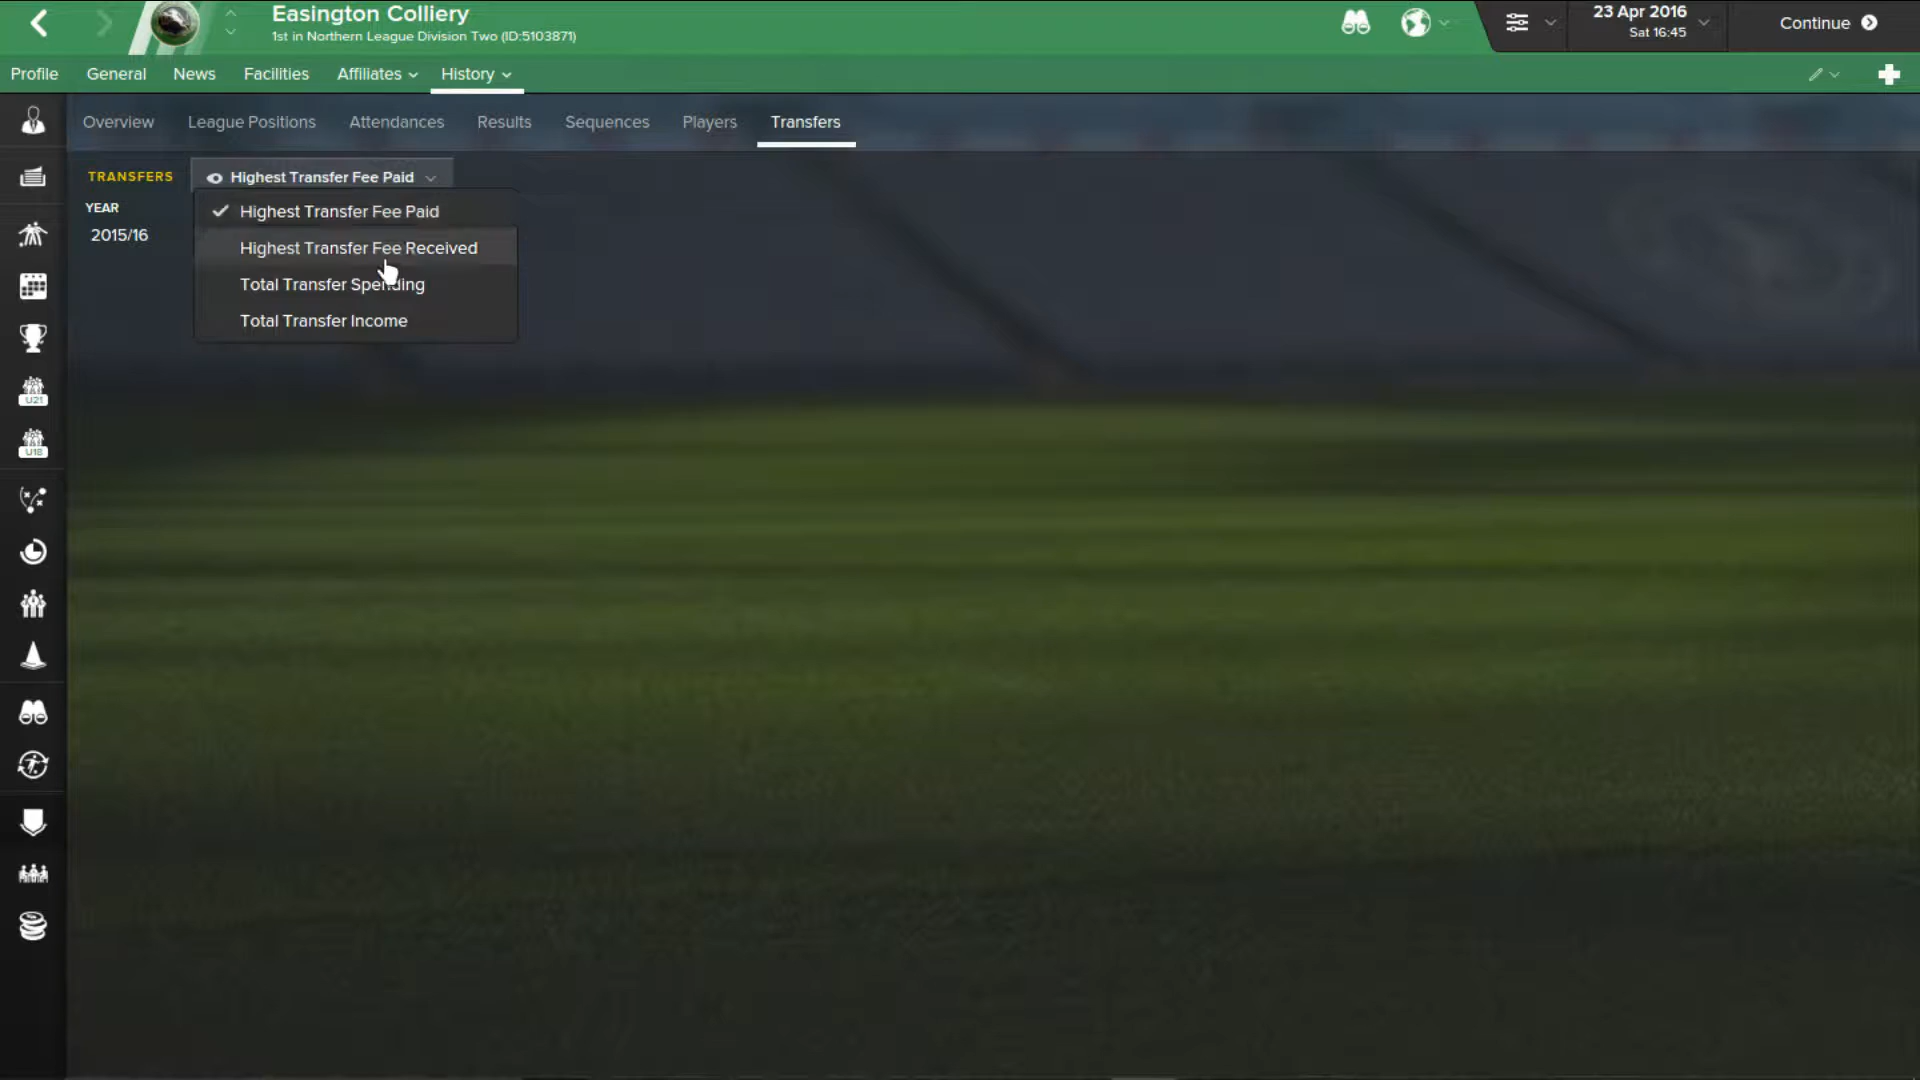 Easington Colliery
1st in Northern League Division Two (ID:5103871)
23 Apr 2016
Sat 16:45
Continue
Profile General News Facilities Affiliates History
Overview League Positions Attendances Results Sequences Players Transfers
TRANSFERS Highest Transfer Fee Paid
YEAR
2015/16
Highest Transfer Fee Paid
Highest Transfer Fee Received
Total Transfer Spending
Total Transfer Income
U21
U18